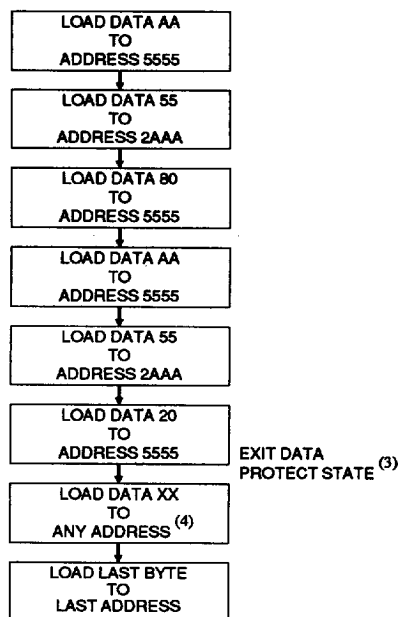 LOAD DATA AA
TO
ADDRESS 5555
LOAD DATA 55
TO
ADDRESS 2AAA
LOAD DATA 80
TO
ADDRESS 5555
LOAD DATA AA
TO
ADDRESS 5555
LOAD DATA 55
TO
ADDRESS 2AAA
LOAD DATA 20
TO
ADDRESS 5555
EXIT DATA
PROTECT STATE (3)
LOAD DATA XX
TO
ANY ADDRESS (4)
LOAD LAST BYTE
TO
LAST ADDRESS